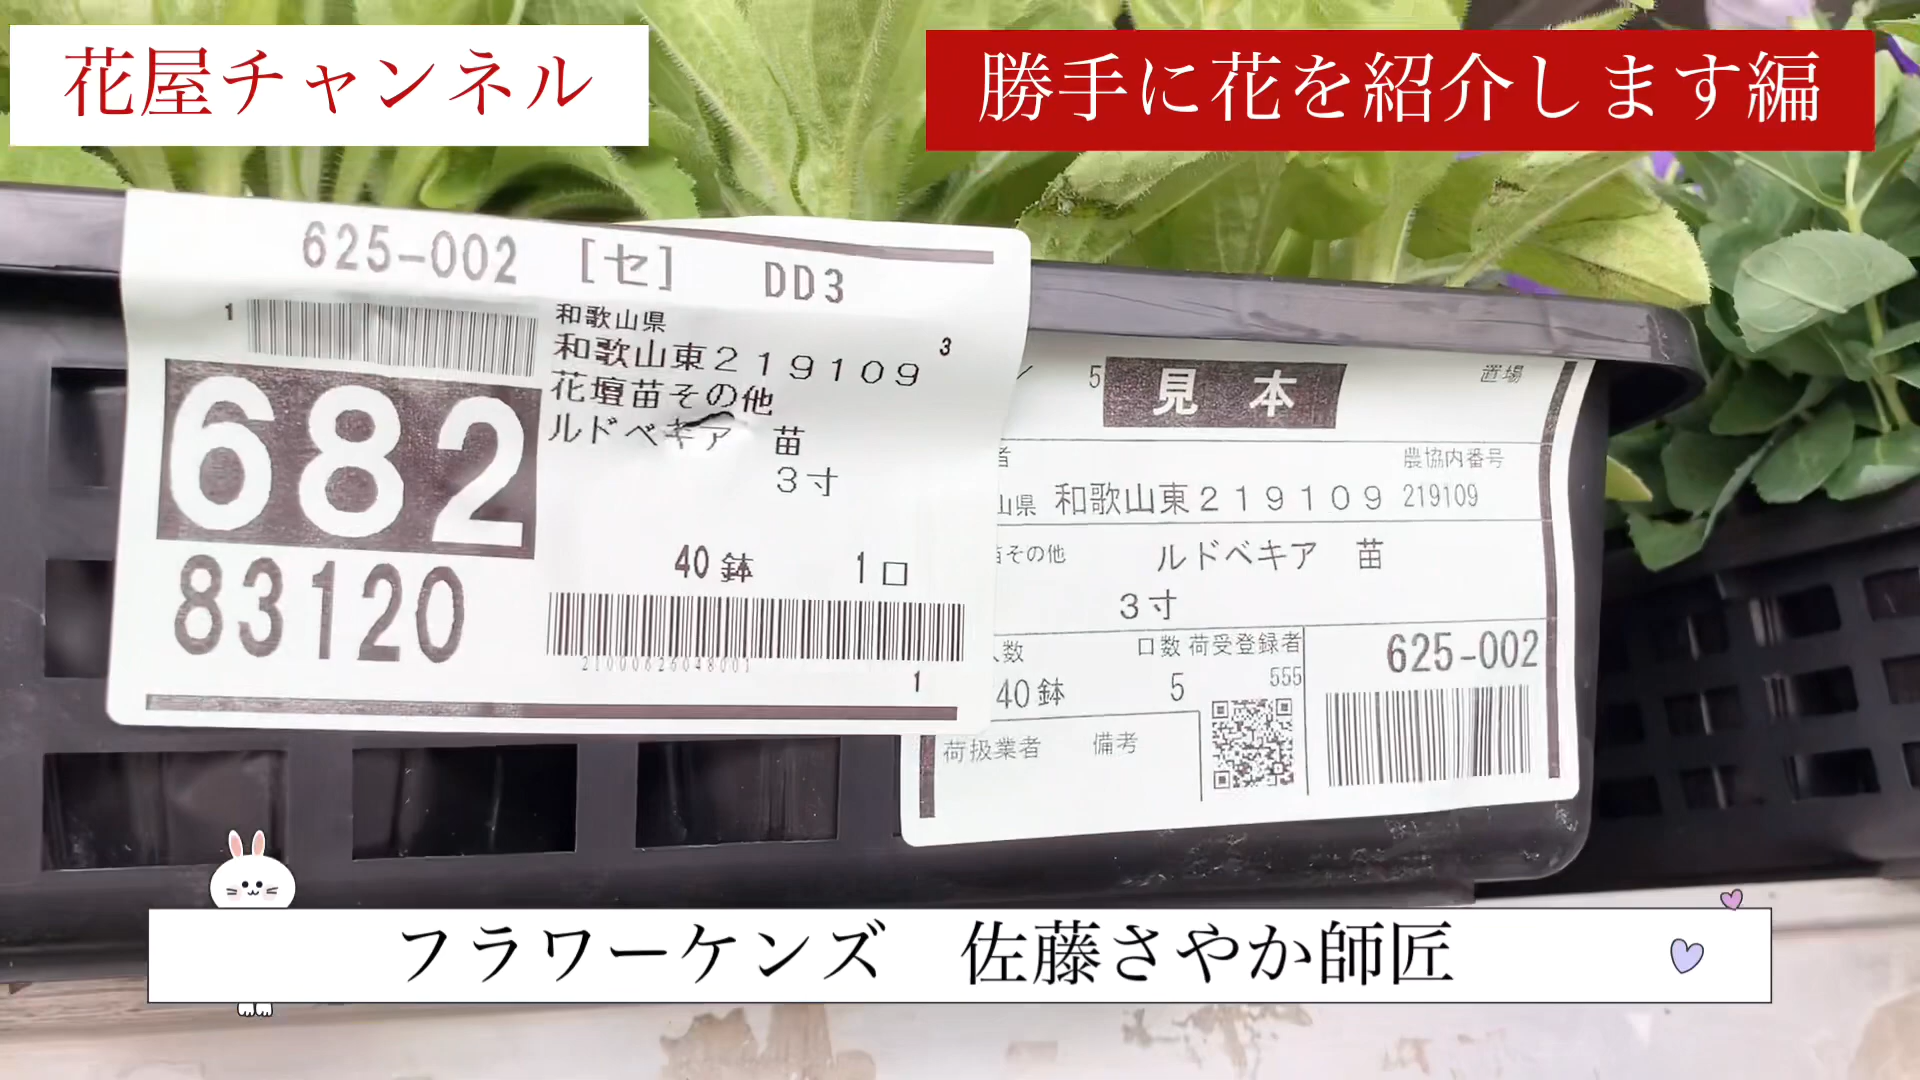 花屋チャンネル
勝手に花を紹介します編
625-002 [セ] DD3
1
和歌山県
和歌山東219109
3
花壇苗その他
ルドベキア 苗
3寸
682
83120
40鉢 1口
1
5
見本
置場
農協内番号
山県 和歌山東219109 219109
その他 ルドベキア 苗
3寸
数 口数 荷受登録者
555
625-002
40鉢 5
荷扱業者 備考
フラワーケンズ 佐藤さやか師匠